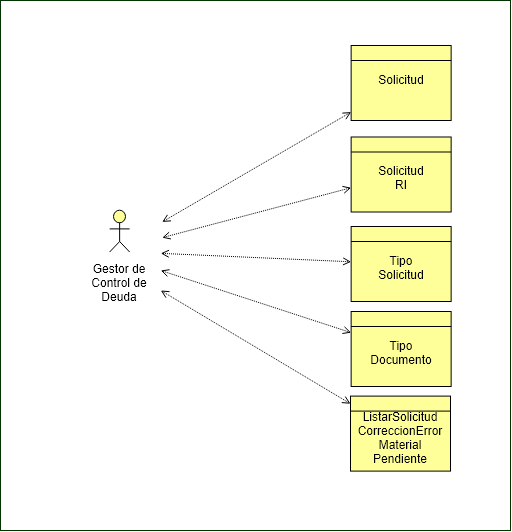 Solicitud
Solicitud
RI
Gestor de
Control de
Deuda
Tipo
Solicitud
Tipo
Documento
ListarSolicitud
CorreccionError
Material
Pendiente